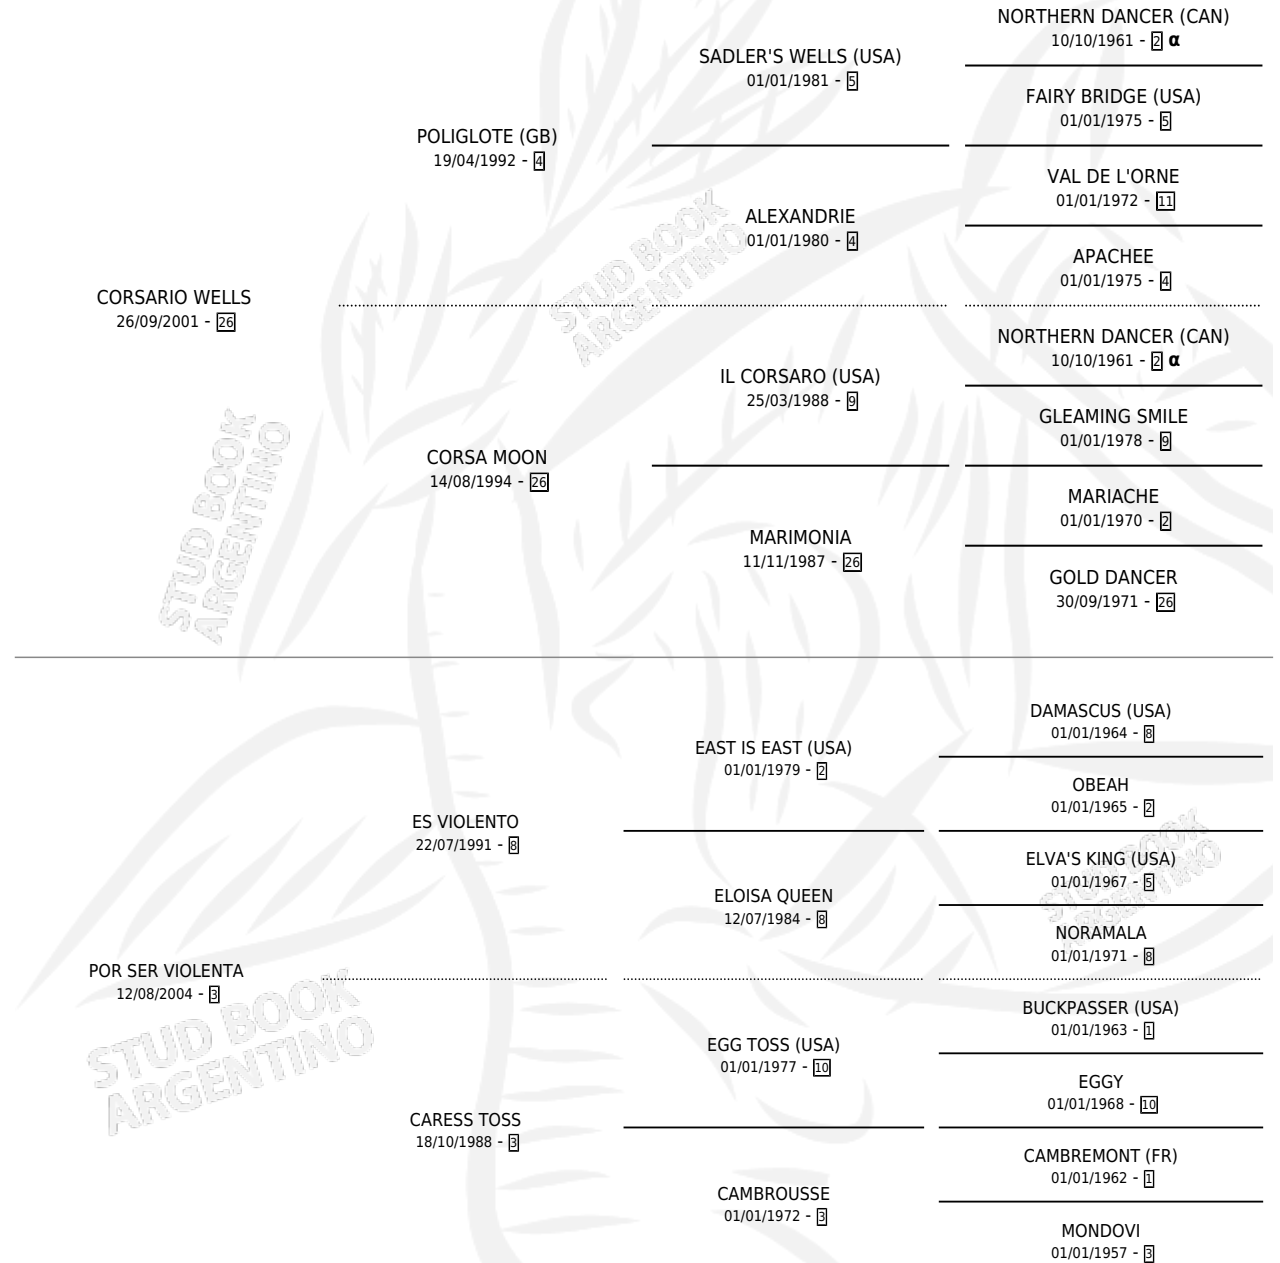 NORTHERN DANCER (CAN)
10/10/1961 - 2 α
SADLER'S WELLS (USA)
01/01/1981 - 5
FAIRY BRIDGE (USA)
01/01/1975 - 5
POLIGLOTE (GB)
19/04/1992 - 4
VAL DE L'ORNE
01/01/1972 - 11
ALEXANDRIE
01/01/1980 - 4
APACHEE
01/01/1975 - 4
STUD BOOK
ARGENTINO
CORSARIO WELLS
26/09/2001 - 26
NORTHERN DANCER (CAN)
10/10/1961 - 2 α
IL CORSARO (USA)
25/03/1988 - 9
GLEAMING SMILE
01/01/1978 - 9
CORSA MOON
14/08/1994 - 26
MARIACHE
01/01/1970 - 2
MARIMONIA
11/11/1987 - 26
GOLD DANCER
30/09/1971 - 26
STUD BOOK
ARGENTINO
DAMASCUS (USA)
01/01/1964 - 8
EAST IS EAST (USA)
01/01/1979 - 2
OBEAH
01/01/1965 - 2
ES VIOLENTO
22/07/1991 - 8
ELVA'S KING (USA)
01/01/1967 - 5
ELOISA QUEEN
12/07/1984 - 8
NORAMALA
01/01/1971 - 8
STUD BOOK
ARGENTINO
POR SER VIOLENTA
12/08/2004 - 3
BUCKPASSER (USA)
01/01/1963 - 1
EGG TOSS (USA)
01/01/1977 - 10
EGGY
01/01/1968 - 10
CARESS TOSS
18/10/1988 - 3
CAMBREMONT (FR)
01/01/1962 - 1
CAMBROUSSE
01/01/1972 - 3
MONDOVI
01/01/1957 - 3
STUD BOOK
ARGENTINO